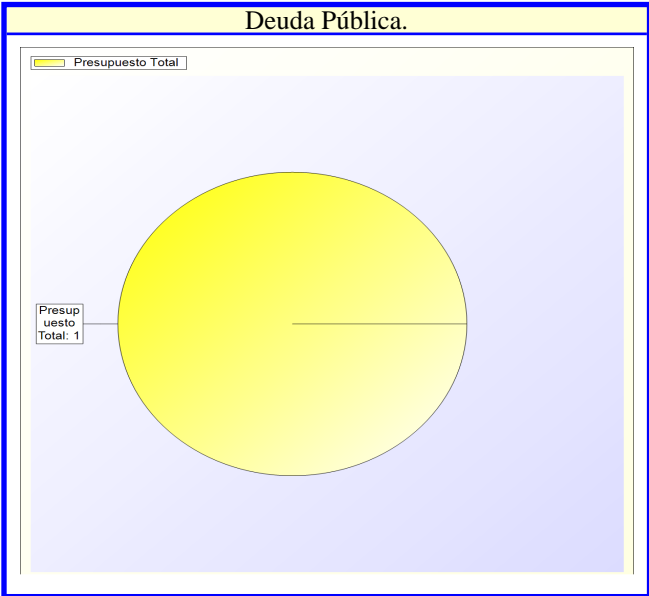 Deuda Pública.
Presupuesto Total
Presup
uesto
Total: 1